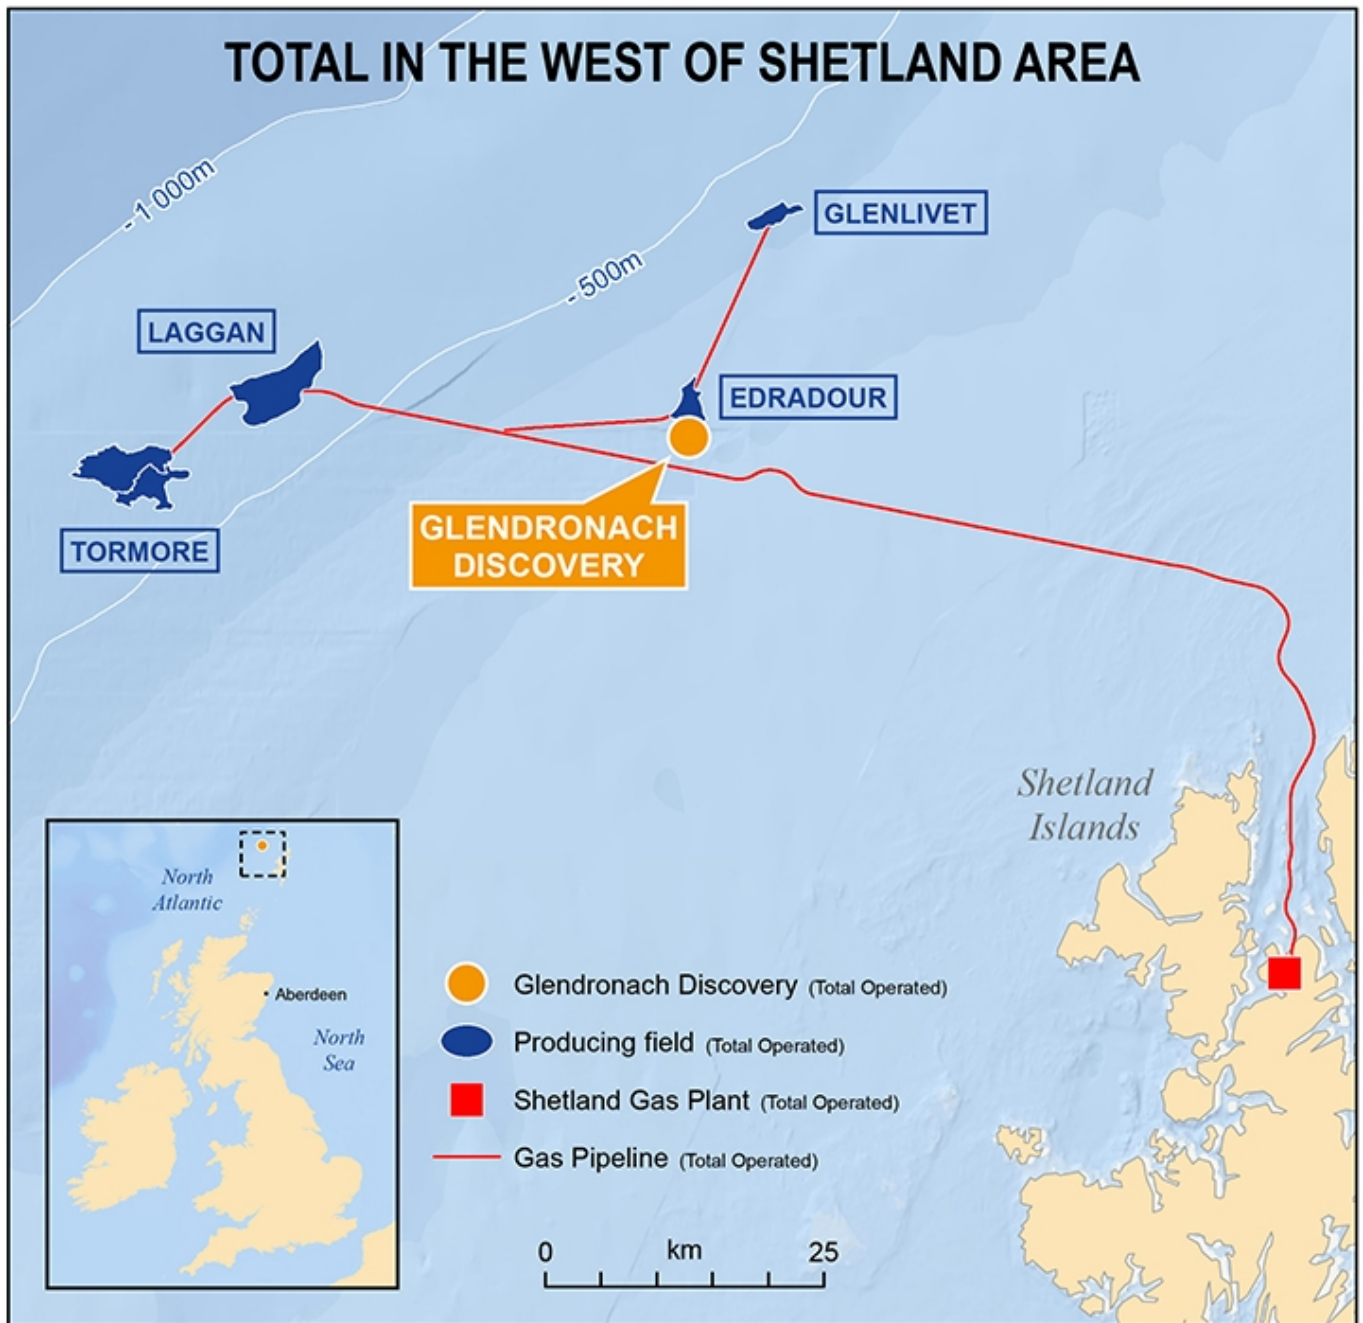 TOTAL IN THE WEST OF SHETLAND AREA
- 1 000m
- 500m
GLENLIVET
LAGGAN
EDRADOUR
TORMORE
GLENDRONACH
DISCOVERY
Shetland
Islands
North
Atlantic
Aberdeen
North
Sea
Glendronach Discovery (Total Operated)
Producing field (Total Operated)
Shetland Gas Plant (Total Operated)
Gas Pipeline (Total Operated)
0 km 25